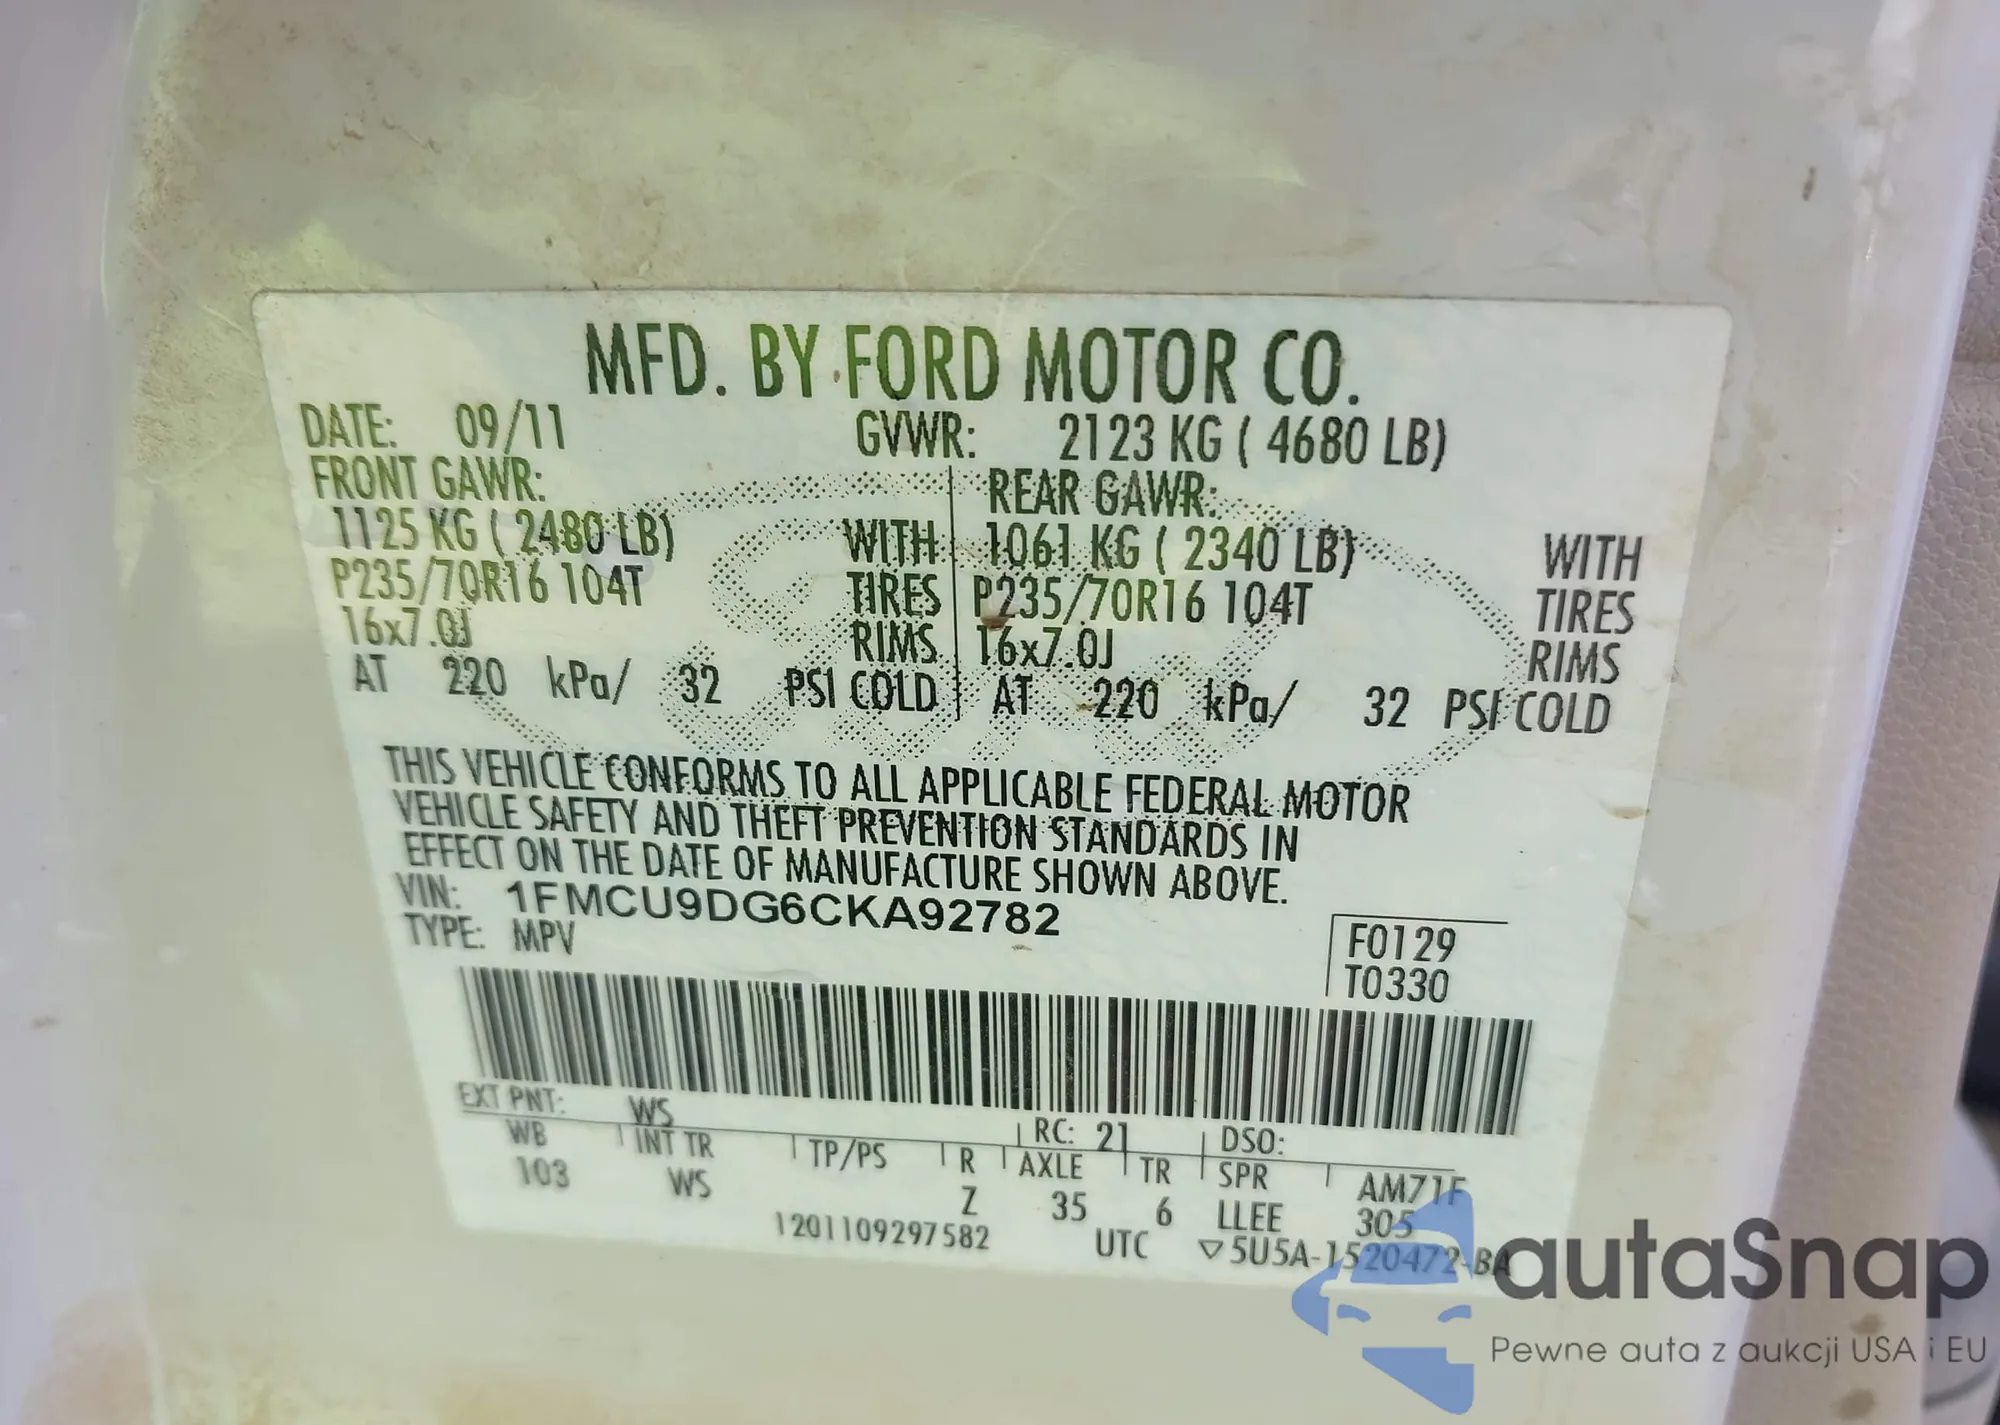 MFD. BY FORD MOTOR CO.
DATE: 09/11 GVWR: 2123 KG ( 4680 LB)
FRONT GAWR: REAR GAWR:
1125 KG ( 2480 LB) WITH 1061 KG ( 2340 LB) WITH
P235/70R16 104T TIRES P235/70R16 104T TIRES
16x7.0J RIMS 16x7.0J RIMS
AT 220 kPa/ 32 PSI COLD AT 220 kPa/ 32 PSI COLD
THIS VEHICLE CONFORMS TO ALL APPLICABLE FEDERAL MOTOR
VEHICLE SAFETY AND THEFT PREVENTION STANDARDS IN
EFFECT ON THE DATE OF MANUFACTURE SHOWN ABOVE.
VIN: 1FMCU9DG6CKA92782
TYPE: MPV
F0129
T0330
EXT PNT: WS RC: 21 DSO:
WB INT TR TP/PS R AXLE TR SPR AM71F
103 WS Z 35 6 LLEE 305
1201109297582 UTC ▽5U5A-1520472-BA
autaSnap
Pewne auta z aukcji USA i EU